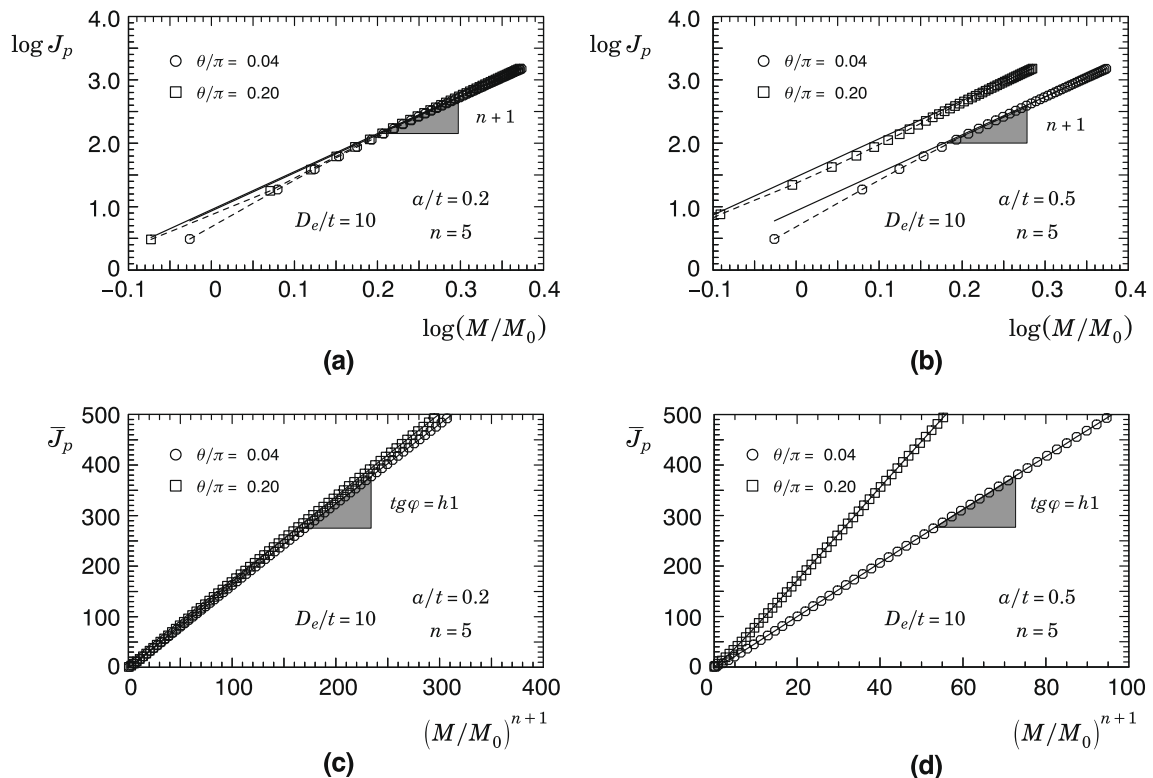 log J_p
4.0
3.0
2.0
1.0
0
θ/π = 0.04
θ/π = 0.20
n+1
D_e/t=10
a/t=0.2
n=5
−0.1 0 0.1 0.2 0.3 0.4
log(M/M_0)
(a)
log J_p
4.0
3.0
2.0
1.0
0
θ/π = 0.04
θ/π = 0.20
n+1
D_e/t=10
a/t=0.5
n=5
−0.1 0 0.1 0.2 0.3 0.4
log(M/M_0)
(b)
J̅_p
500
400
300
200
100
0
θ/π = 0.04
θ/π = 0.20
tgφ=h1
D_e/t=10
a/t=0.2
n=5
0 100 200 300 400
(M/M_0)^{n+1}
(c)
J̅_p
500
400
300
200
100
0
θ/π = 0.04
θ/π = 0.20
tgφ=h1
D_e/t=10
a/t=0.5
n=5
0 20 40 60 80 100
(M/M_0)^{n+1}
(d)